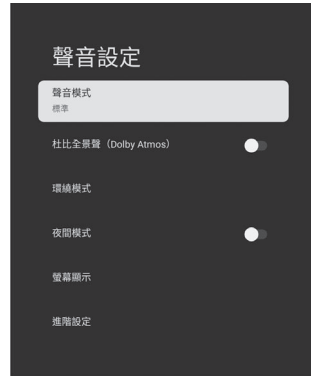 聲音設定
聲音模式
標準
杜比全景聲（Dolby Atmos）
環繞模式
夜間模式
螢幕顯示
進階設定